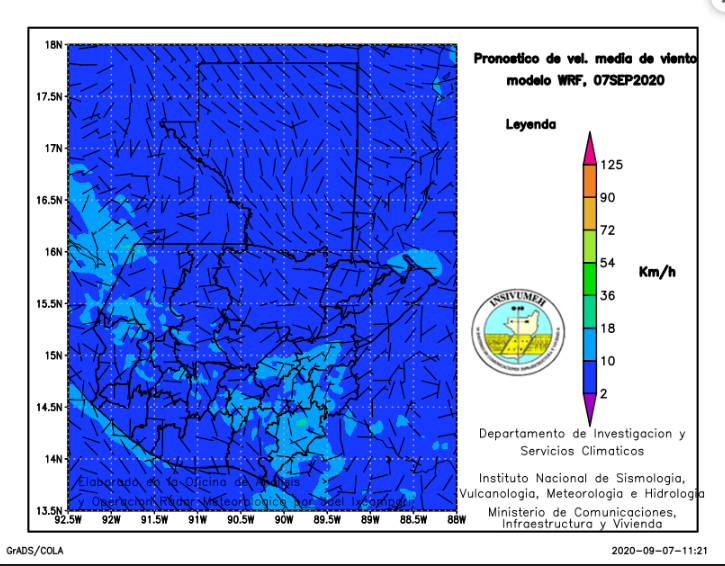 Pronostico de vel. media de viento
modelo WRF, 07SEP2020
Leyenda
125
90
72
54
36
18
10
2
Km/h
18N
17.5N
17N
16.5N
16N
15.5N
15N
14.5N
14N
13.5N
92.5W 92W 91.5W 91W 90.5W 90W 89.5W 89W 88.5W 88W
INSIVUMEH
Departamento de Investigacion y
Servicios Climaticos
Instituto Nacional de Sismologia,
Vulcanologia, Meteorologia e Hidrologia
Ministerio de Comunicaciones,
Infraestructura y Vivienda
Elaborado en la Oficina de Analisis
y Operacion Radar Meteorologico por Joel
GrADS/COLA
2020-09-07-11:21